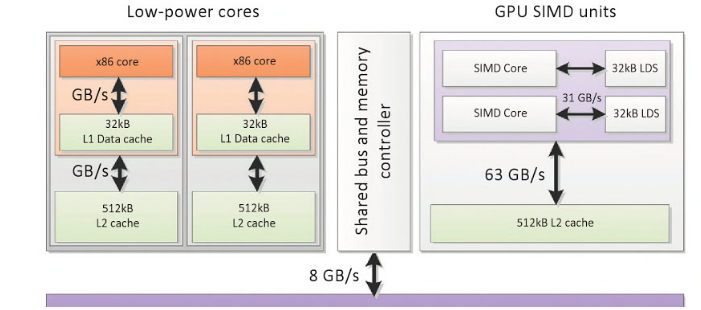 Low-power cores
GPU SIMD units
x86 core
x86 core
GB/s
32kB
L1 Data cache
32kB
L1 Data cache
GB/s
512kB
L2 cache
512kB
L2 cache
Shared bus and memory
controller
SIMD Core
32kB LDS
31 GB/s
SIMD Core
32kB LDS
63 GB/s
512kB L2 cache
8 GB/s